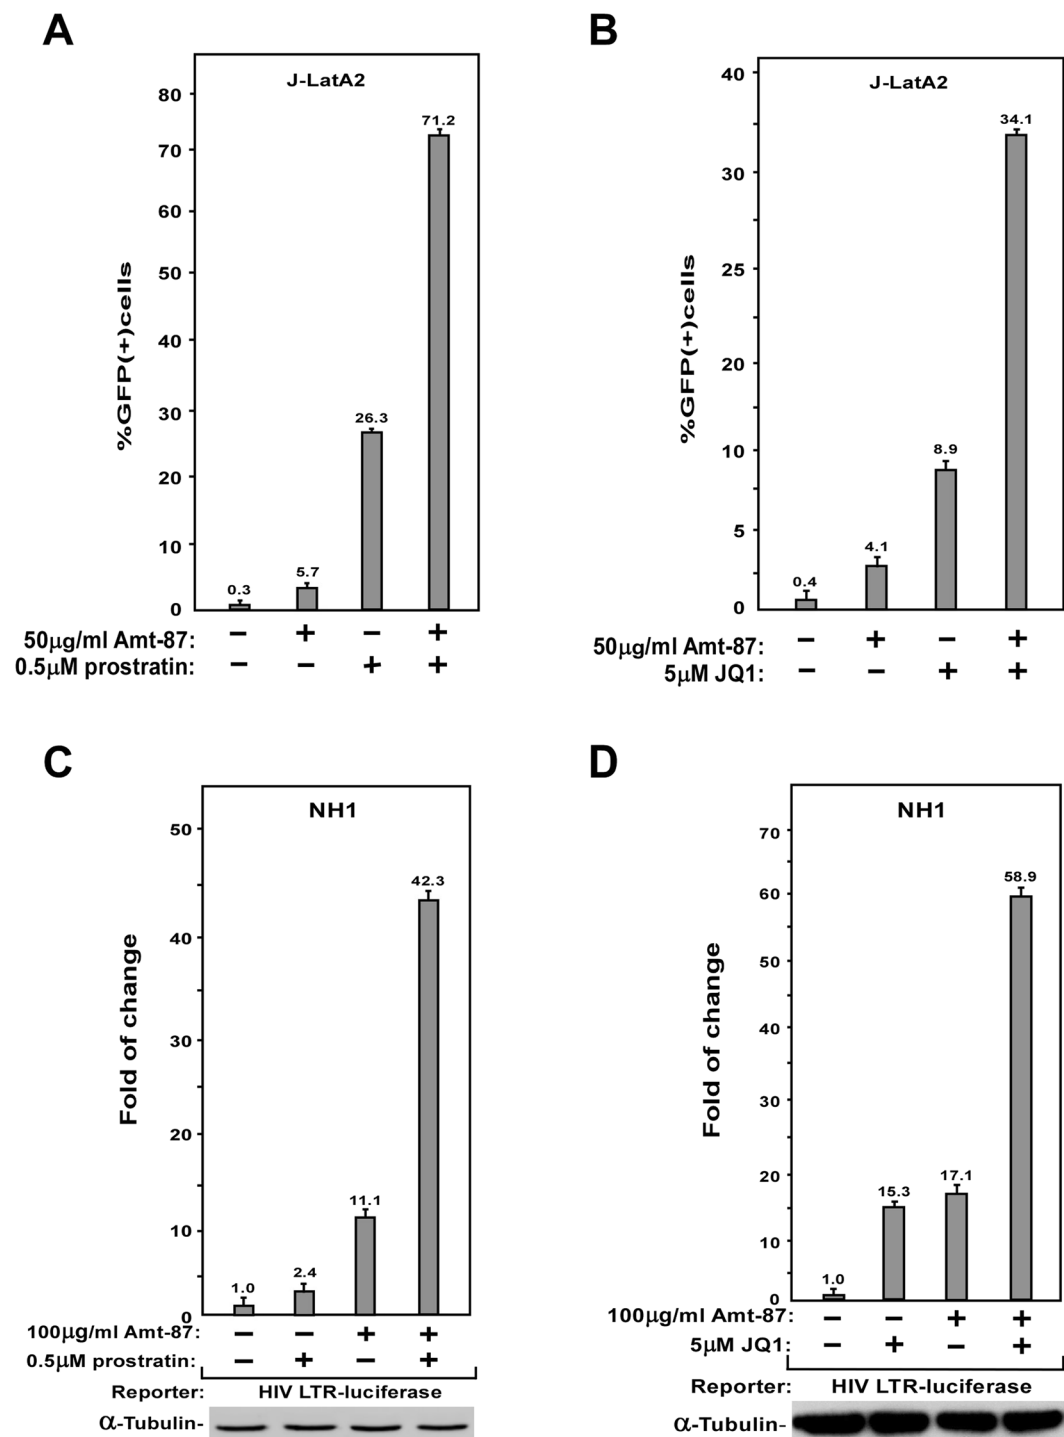 A
J-LatA2
%GFP(+)cells
80
70
60
50
40
30
20
10
0
0.3
5.7
26.3
71.2
50μg/ml Amt-87: − + − +
0.5μM prostratin: − − + +
B
J-LatA2
%GFP(+)cells
40
30
25
20
10
5
0
0.4
4.1
8.9
34.1
50μg/ml Amt-87: − + − +
5μM JQ1: − − + +
C
NH1
Fold of change
50
40
30
20
10
0
1.0
2.4
11.1
42.3
100μg/ml Amt-87: − − + +
0.5μM prostratin: − + − +
Reporter: HIV LTR-luciferase
α-Tubulin-
D
NH1
Fold of change
70
60
50
40
30
20
10
0
1.0
15.3
17.1
58.9
100μg/ml Amt-87: − − + +
5μM JQ1: − + − +
Reporter: HIV LTR-luciferase
α-Tubulin-